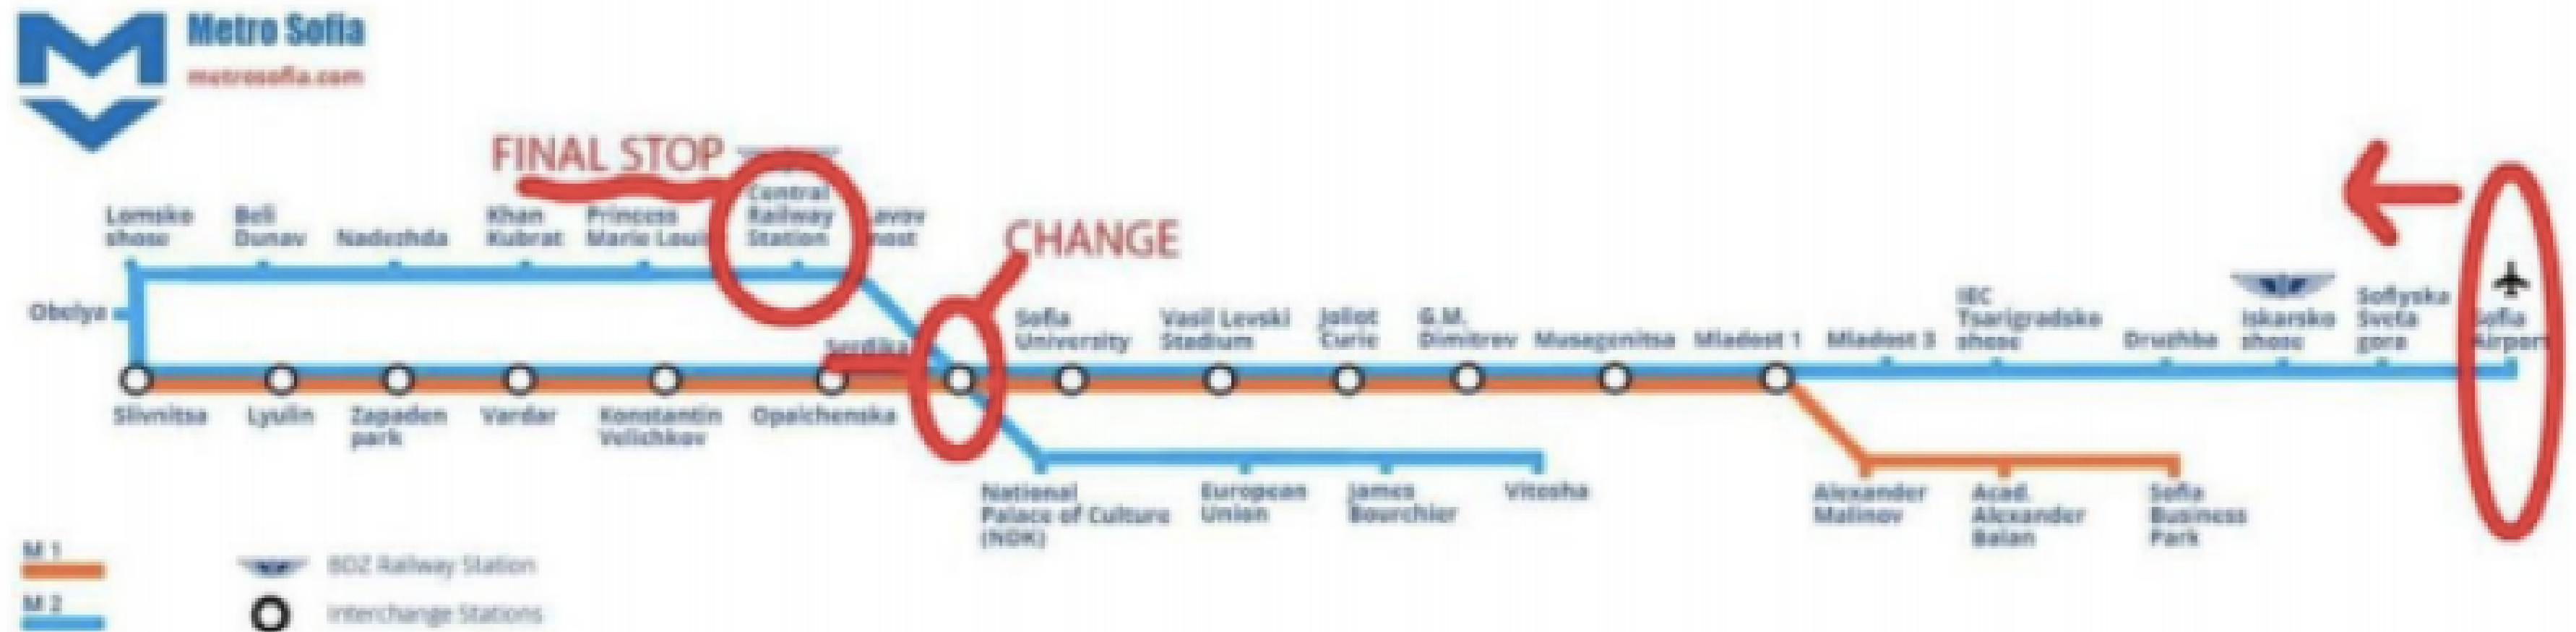 Metro Sofia
metrosofia.com
FINAL STOP
CHANGE
Lomsko
shose
Beli
Dunav
Nadezhda
Khan
Kubrat
Princess
Marie Loui
Central
Railway
Station
avov
most
Obelya
Serdika
Sofia
University
Vasil Levski
Stadium
Joliot
Curie
G.M.
Dimitrov
Musagenitsa
Mladost 1
Mladost 3
IEC
Tsarigradsko
shose
Druzhba
Iskarsko
shose
Sofiyska
Sveta
gora
Sofia
Airport
Slivnitsa
Lyulin
Zapaden
park
Vardar
Konstantin
Velichkov
Opalchenska
National
Palace of Culture
(NDK)
European
Union
James
Bourchier
Vitosha
Alexander
Malinov
Acad.
Alexander
Balan
Sofia
Business
Park
M 1
BDZ Railway Station
M 2
Interchange Stations